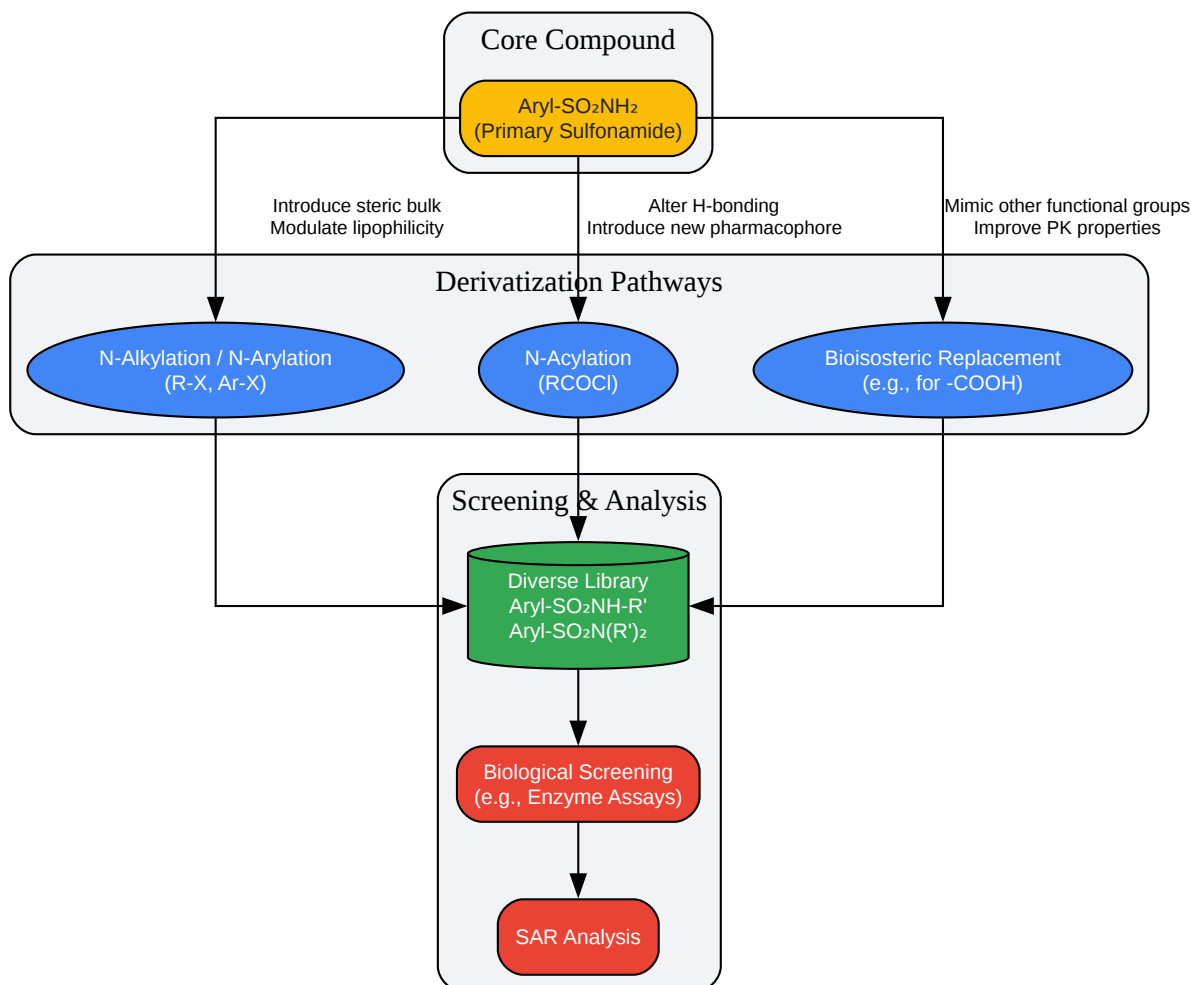 Core Compound
Aryl-SO₂NH₂
(Primary Sulfonamide)
Introduce steric bulk
Modulate lipophilicity
Alter H-bonding
Introduce new pharmacophore
Mimic other functional groups
Improve PK properties
Derivatization Pathways
N-Alkylation / N-Arylation
(R-X, Ar-X)
N-Acylation
(RCOCl)
Bioisosteric Replacement
(e.g., for -COOH)
Screening & Analysis
Diverse Library
Aryl-SO₂NH-R'
Aryl-SO₂N(R')₂
Biological Screening
(e.g., Enzyme Assays)
SAR Analysis